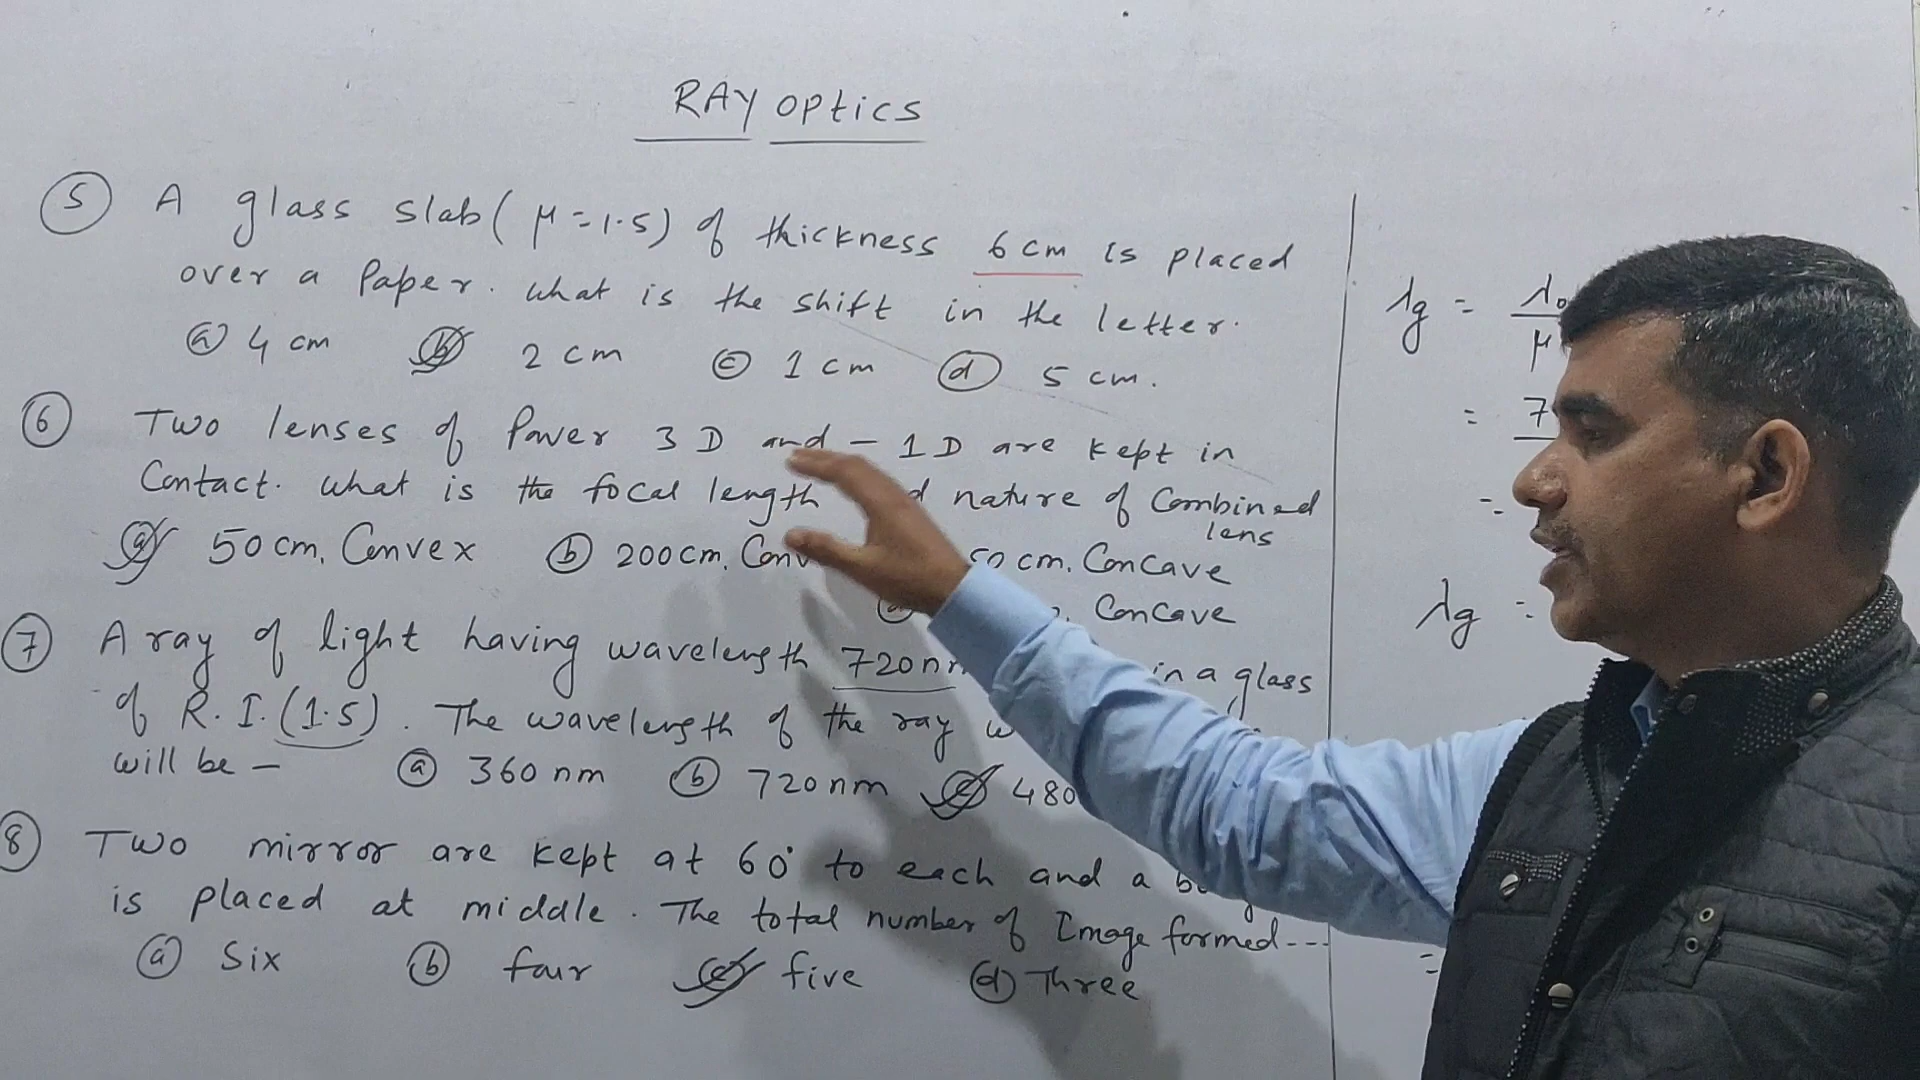 RAY OPtics
5 A glass slab ( μ = 1.5) of thickness 6 cm is placed
over a Paper. what is the shift in the letter.
(a) 4 cm (b) 2 cm (c) 1 cm (d) 5 cm.
6 Two lenses of Power 3 D and - 1 D are kept in
Contact. what is the focal length nature of Combined
lens
(a) 50 cm, Convex (b) 200 cm, 50 cm. Concave
Concave
7 A ray of light having wavelength 720 in a glass
of R. I. (1.5). The wavelength of the ray
will be - (a) 360 nm (b) 720 nm (c) 480
8 Two mirror are kept at 60° to each and a
is placed at middle. The total number of Image formed---
(a) Six (b) four (c) five (d) Three
λg = λ0
μ
= 7
=
λg =
=